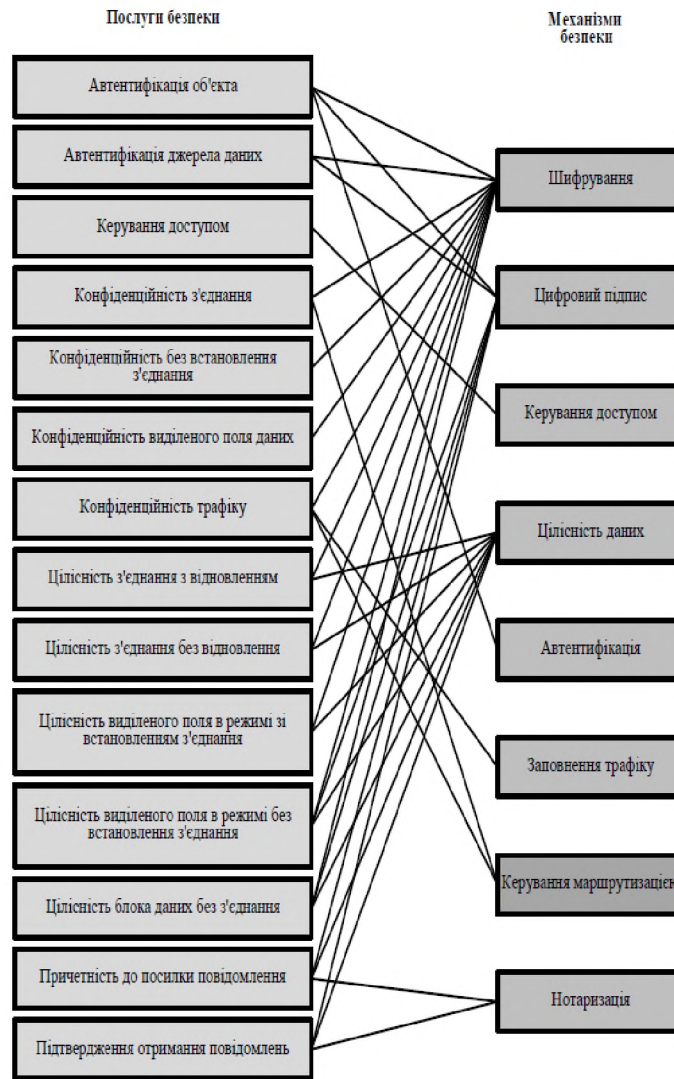 Послуги безпеки
Механізми
безпеки
Автентифікація об'єкта
Автентифікація джерела даних
Керування доступом
Конфіденційність з'єднання
Конфіденційність без встановлення
з'єднання
Конфіденційність виділеного поля даних
Конфіденційність трафіку
Цілісність з'єднання з відновленням
Цілісність з'єднання без відновлення
Цілісність виділеного поля в режимі зі
встановленням з'єднання
Цілісність виділеного поля в режимі без
встановлення з'єднання
Цілісність блока даних без з'єднання
Причетність до посилки повідомлення
Підтвердження отримання повідомлень
Шифрування
Цифровий підпис
Керування доступом
Цілісність даних
Автентифікація
Заповнення трафіку
Керування маршрутизацією
Нотаризація